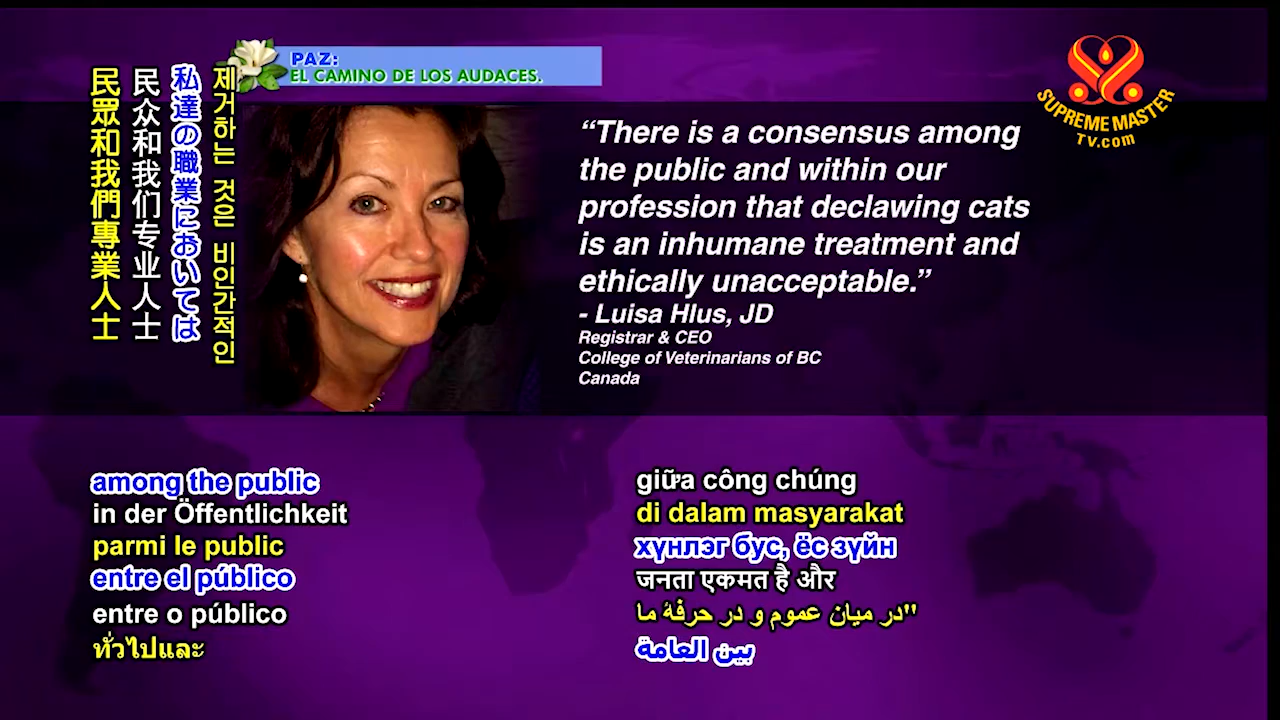 PAZ:
EL CAMINO DE LOS AUDACES.
SUPREME MASTER
TV.com
民眾和我們專業人士
民众和我们专业人士
私達の職業においては
제거하는 것은 비인간적인
“There is a consensus among
the public and within our
profession that declawing cats
is an inhumane treatment and
ethically unacceptable.”
- Luisa Hlus, JD
Registrar & CEO
College of Veterinarians of BC
Canada
among the public
in der Öffentlichkeit
parmi le public
entre el público
entre o público
ทั่วไปและ
giữa công chúng
di dalam masyarakat
хүнлэг бус, ёс зүйн
जनता एकमत है और
"در میان عموم و در حرفهٔ ما
بين العامة